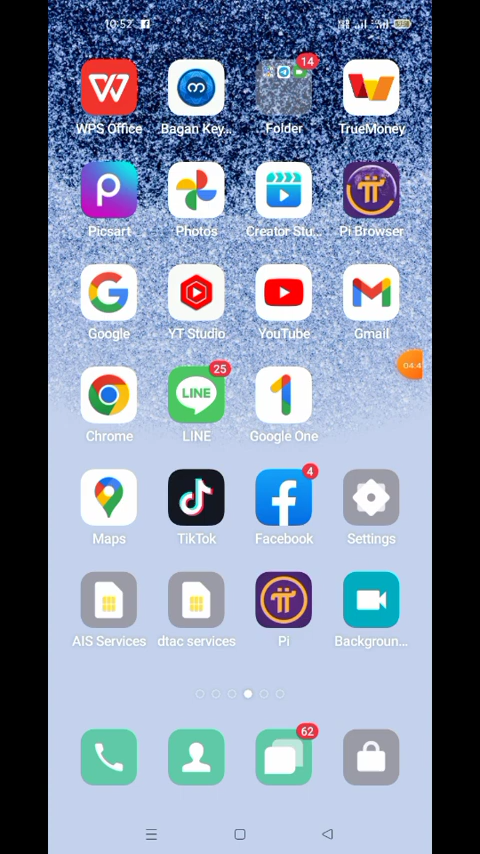 10:52
14
WPS Office Bagan Key... Folder TrueMoney
Picsart Photos Creator Stu... Pi Browser
Google YT Studio YouTube Gmail
04:4
25
LINE
Chrome LINE Google One
4
Maps TikTok Facebook Settings
AIS Services dtac services Pi Backgroun...
62